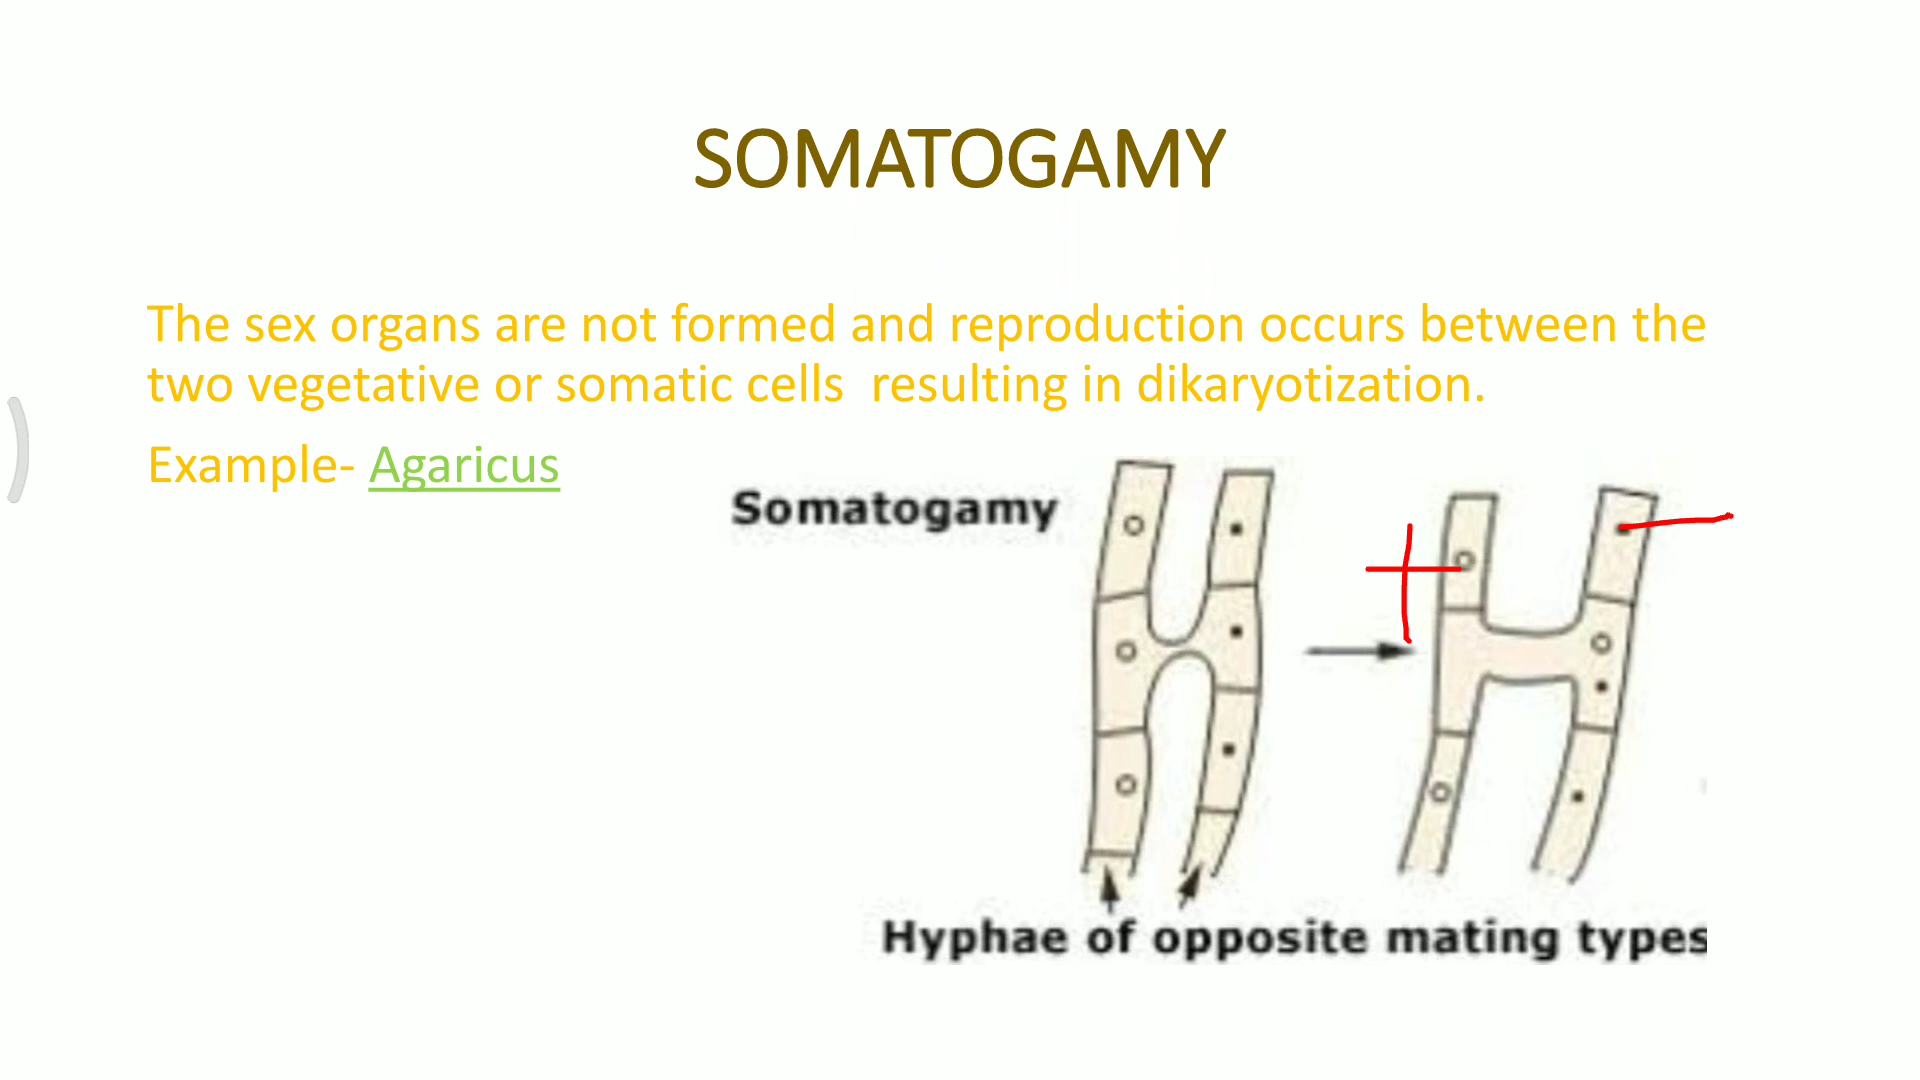 SOMATOGAMY
The sex organs are not formed and reproduction occurs between the
two vegetative or somatic cells  resulting in dikaryotization.
Example- Agaricus
Somatogamy
Hyphae of opposite mating types